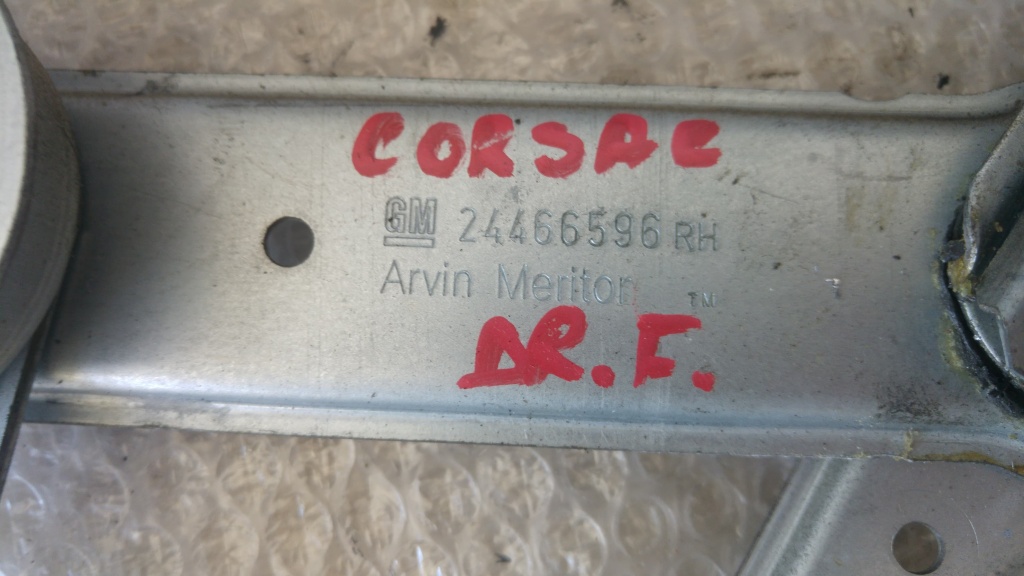 CORSA C
GM 24466596 RH
Arvin Meritor TM
DR.F.